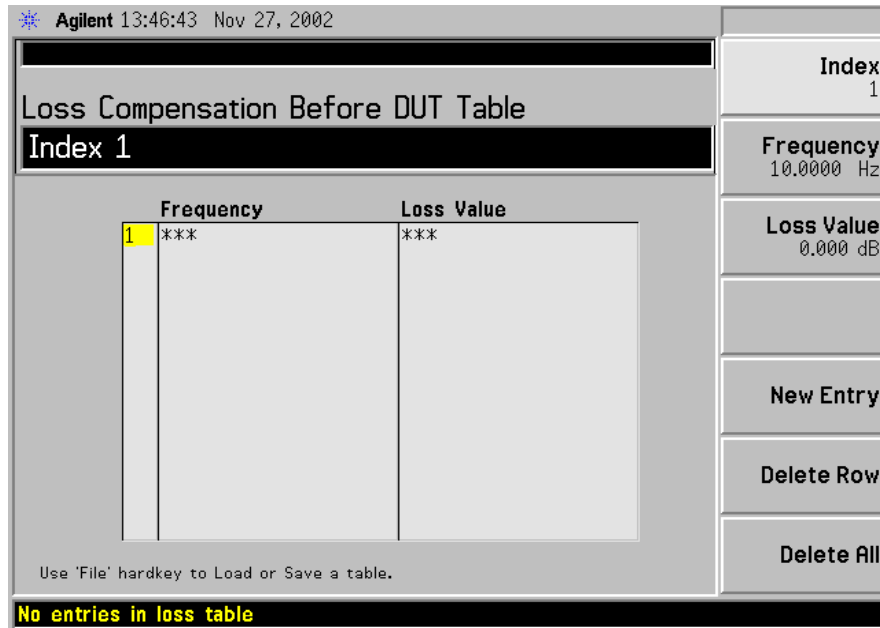 Agilent 13:46:43 Nov 27, 2002
Loss Compensation Before DUT Table
Index 1
Frequency Loss Value
1 *** ***
Use 'File' hardkey to Load or Save a table.
No entries in loss table
Index
1
Frequency
10.0000 Hz
Loss Value
0.000 dB
New Entry
Delete Row
Delete All